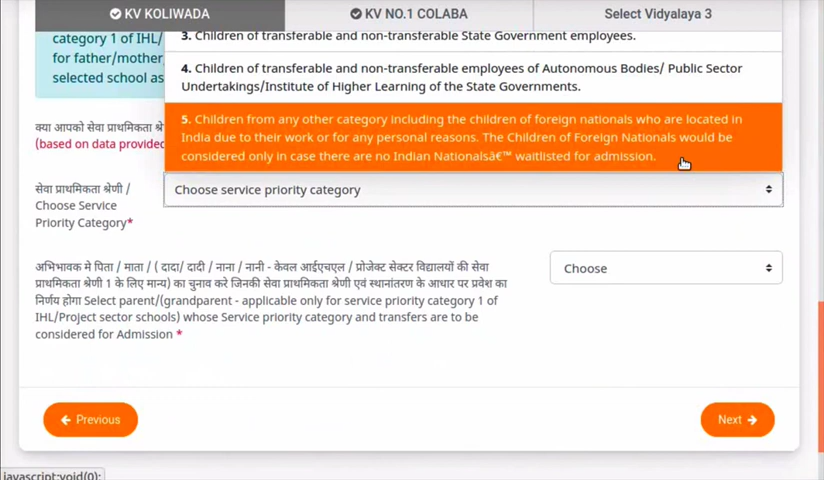 KV KOLIWADA
KV NO.1 COLABA
Select Vidyalaya 3
category 1 of IHL/
for father/mother
selected school as
3. Children of transferable and non-transferable State Government employees.
4. Children of transferable and non-transferable employees of Autonomous Bodies/ Public Sector
Undertakings/Institute of Higher Learning of the State Governments.
5. Children from any other category including the children of foreign nationals who are located in
India due to their work or for any personal reasons. The Children of Foreign Nationals would be
considered only in case there are no Indian Nationalsâ€™ waitlisted for admission.
क्या आपको सेवा प्राथमिकता श्रे
(based on data provided
सेवा प्राथमिकता श्रेणी /
Choose Service
Priority Category*
Choose service priority category
अभिभावक मे पिता / माता / ( दादा/ दादी / नाना / नानी - केवल आईएचएल / प्रोजेक्ट सेक्टर विद्यालयों की सेवा
प्राथमिकता श्रेणी 1 के लिए मान्य) का चुनाव करे जिनकी सेवा प्राथमिकता श्रेणी एवं स्थानांतरण के आधार पर प्रवेश का
निर्णय होगा Select parent/(grandparent - applicable only for service priority category 1 of
IHL/Project sector schools) whose Service priority category and transfers are to be
considered for Admission *
Choose
Previous
Next
javascript:void(0);